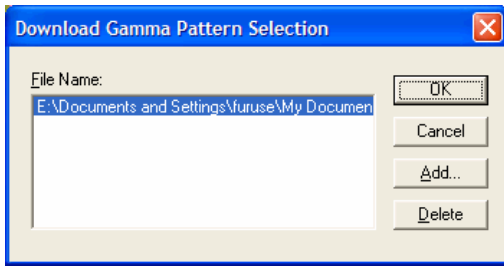 Download Gamma Pattern Selection
File Name:
E:\Documents and Settings\furuse\My Documen
OK
Cancel
Add...
Delete